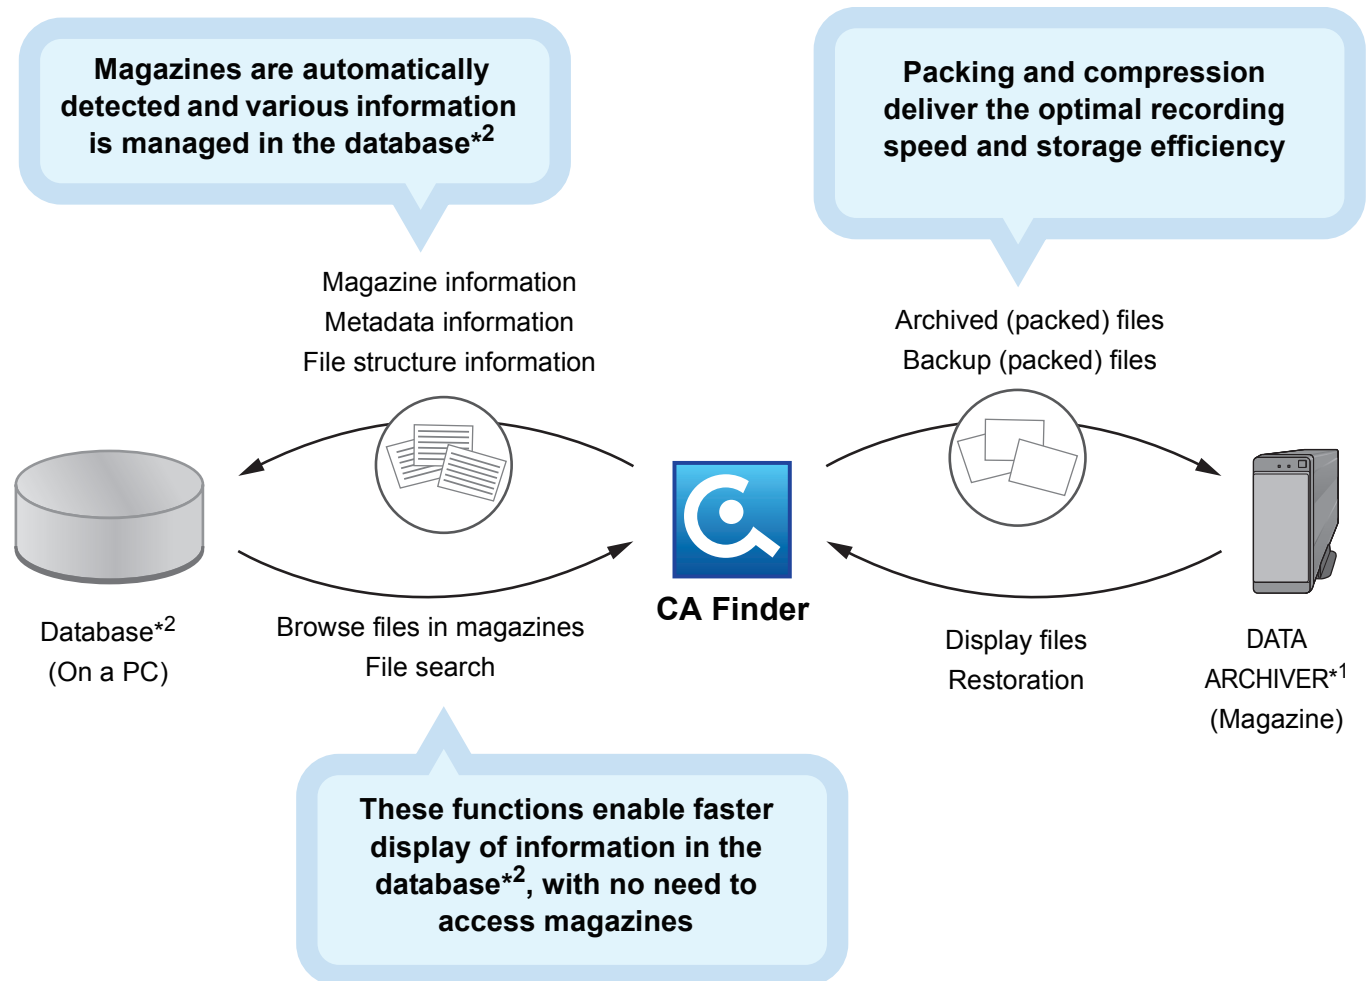 Magazines are automatically
detected and various information
is managed in the database*2
Packing and compression
deliver the optimal recording
speed and storage efficiency
Magazine information
Metadata information
File structure information
Archived (packed) files
Backup (packed) files
CA Finder
Database*2
(On a PC)
Browse files in magazines
File search
Display files
Restoration
DATA
ARCHIVER*1
(Magazine)
These functions enable faster
display of information in the
database*2, with no need to
access magazines